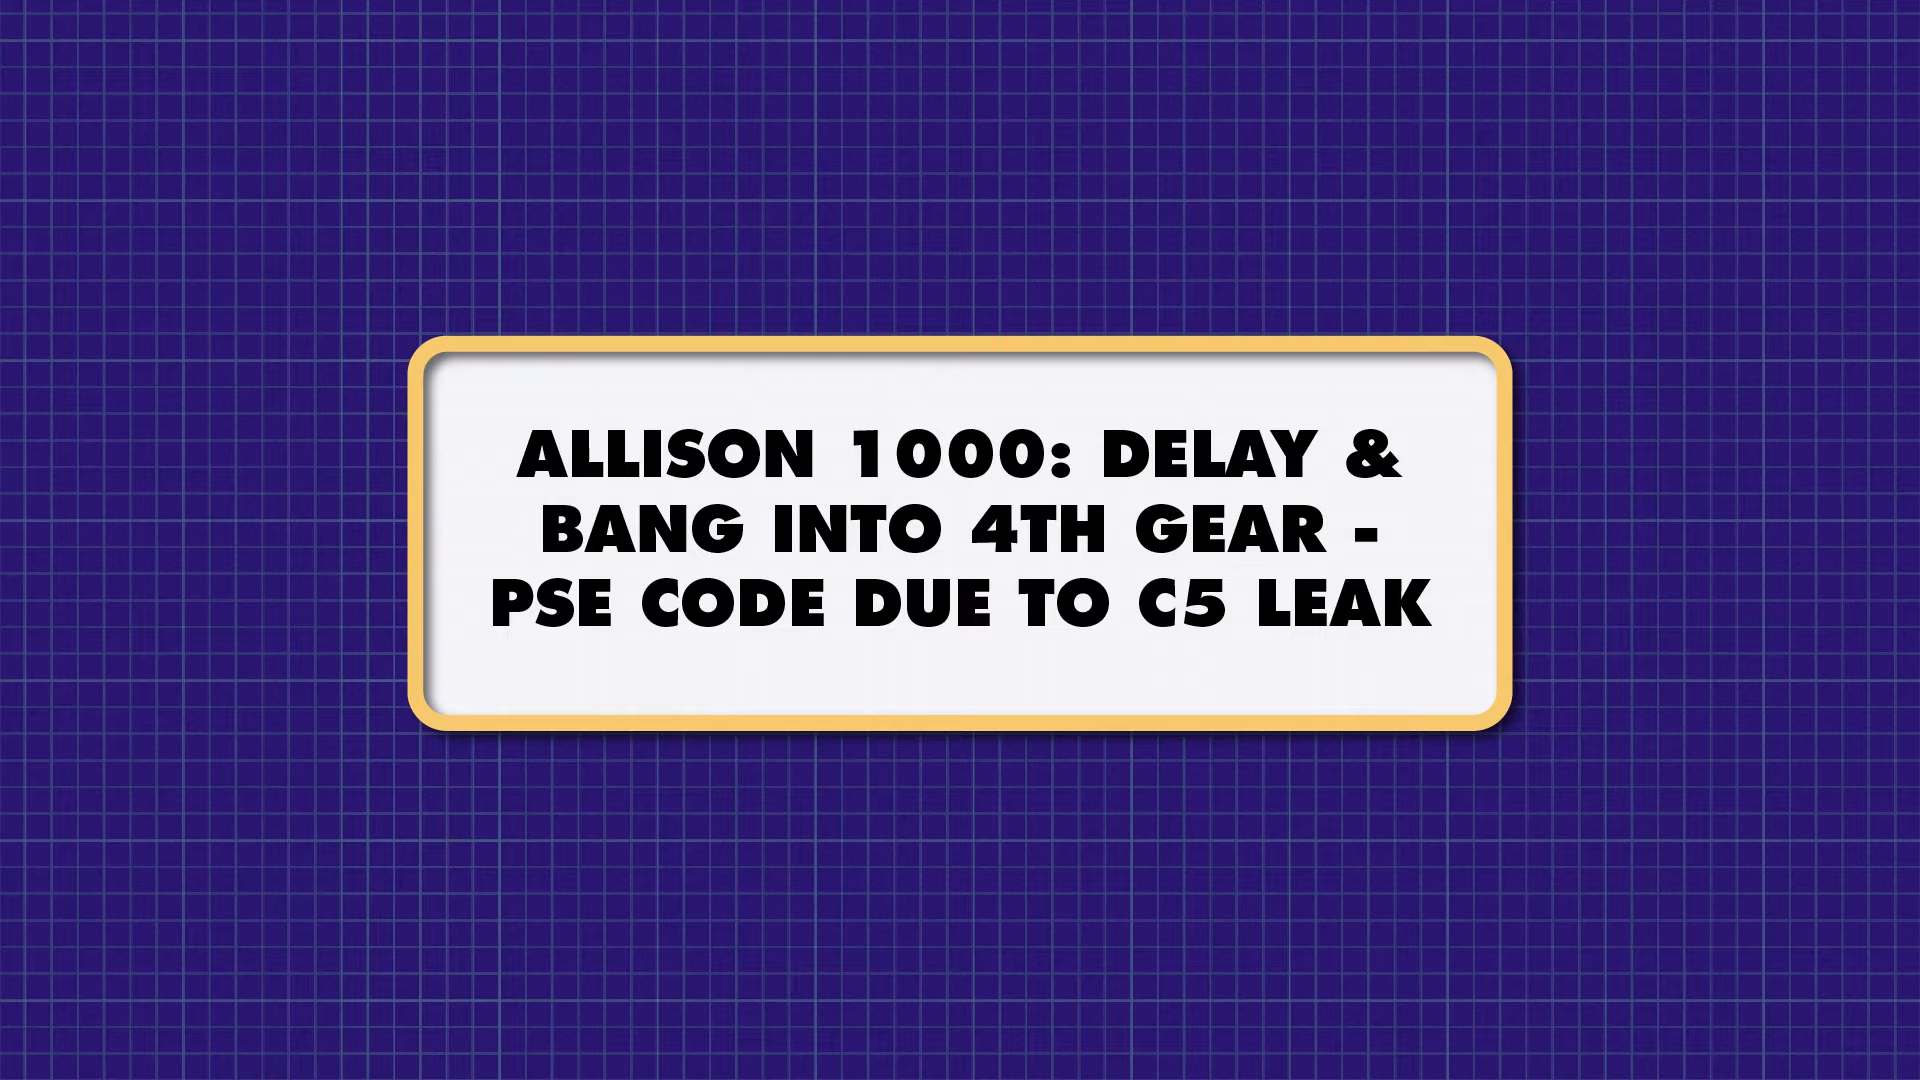 ALLISON 1000: DELAY &
BANG INTO 4TH GEAR -
PSE CODE DUE TO C5 LEAK